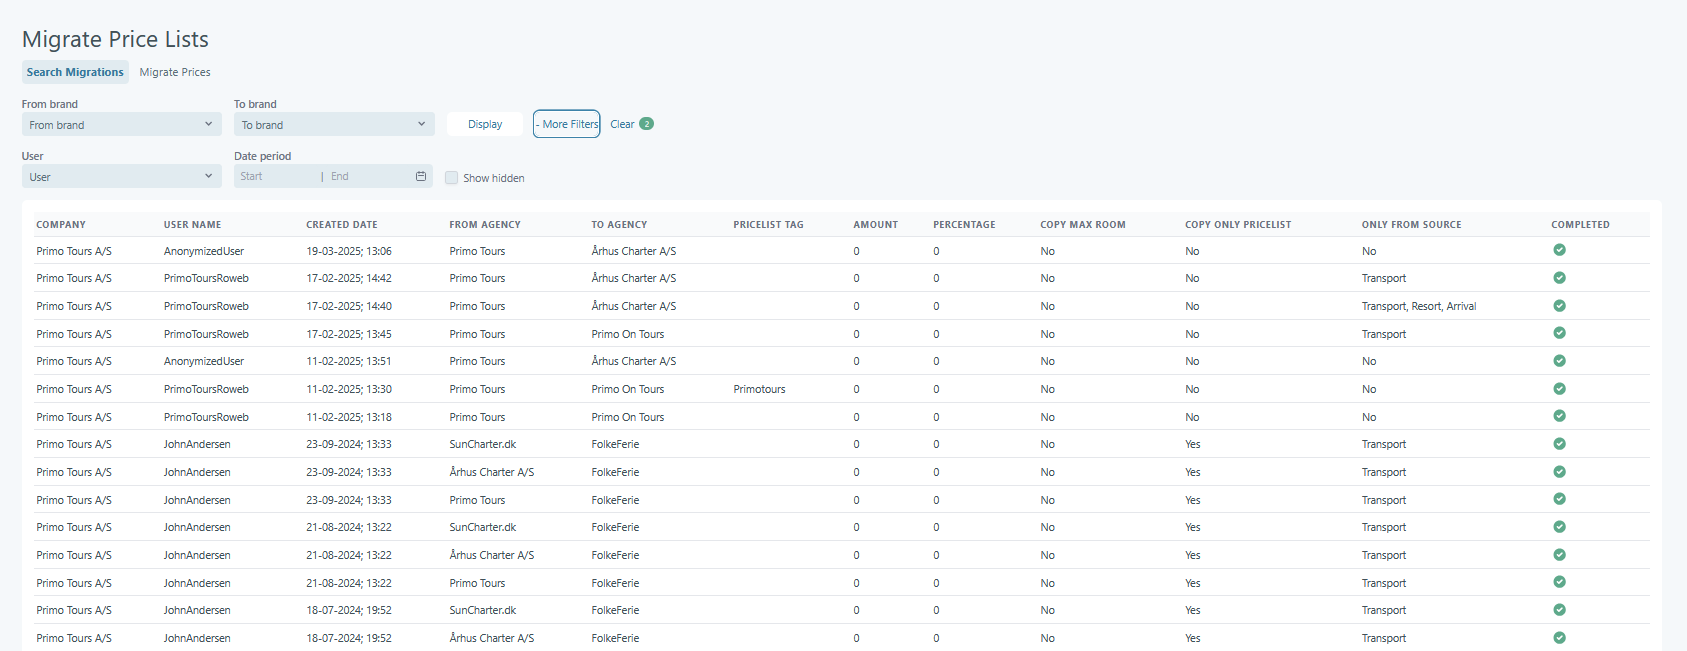 Migrate Price Lists
Search Migrations Migrate Prices
From brand To brand
From brand To brand Display - More Filters Clear 2
User Date period
User Start | End Show hidden
COMPANY USER NAME CREATED DATE FROM AGENCY TO AGENCY PRICELIST TAG AMOUNT PERCENTAGE COPY MAX ROOM COPY ONLY PRICELIST ONLY FROM SOURCE COMPLETED
Primo Tours A/S AnonymizedUser 19-03-2025; 13:06 Primo Tours Århus Charter A/S 0 0 No No No
Primo Tours A/S PrimoToursRoweb 17-02-2025; 14:42 Primo Tours Århus Charter A/S 0 0 No No Transport
Primo Tours A/S PrimoToursRoweb 17-02-2025; 14:40 Primo Tours Århus Charter A/S 0 0 No No Transport, Resort, Arrival
Primo Tours A/S PrimoToursRoweb 17-02-2025; 13:45 Primo Tours Primo On Tours 0 0 No No Transport
Primo Tours A/S AnonymizedUser 11-02-2025; 13:51 Primo Tours Århus Charter A/S 0 0 No No No
Primo Tours A/S PrimoToursRoweb 11-02-2025; 13:30 Primo Tours Primo On Tours Primotours 0 0 No No No
Primo Tours A/S PrimoToursRoweb 11-02-2025; 13:18 Primo Tours Primo On Tours 0 0 No No No
Primo Tours A/S JohnAndersen 23-09-2024; 13:33 SunCharter.dk FolkeFerie 0 0 No Yes Transport
Primo Tours A/S JohnAndersen 23-09-2024; 13:33 Århus Charter A/S FolkeFerie 0 0 No Yes Transport
Primo Tours A/S JohnAndersen 23-09-2024; 13:33 Primo Tours FolkeFerie 0 0 No Yes Transport
Primo Tours A/S JohnAndersen 21-08-2024; 13:22 SunCharter.dk FolkeFerie 0 0 No Yes Transport
Primo Tours A/S JohnAndersen 21-08-2024; 13:22 Århus Charter A/S FolkeFerie 0 0 No Yes Transport
Primo Tours A/S JohnAndersen 21-08-2024; 13:22 Primo Tours FolkeFerie 0 0 No Yes Transport
Primo Tours A/S JohnAndersen 18-07-2024; 19:52 SunCharter.dk FolkeFerie 0 0 No Yes Transport
Primo Tours A/S JohnAndersen 18-07-2024; 19:52 Århus Charter A/S FolkeFerie 0 0 No Yes Transport